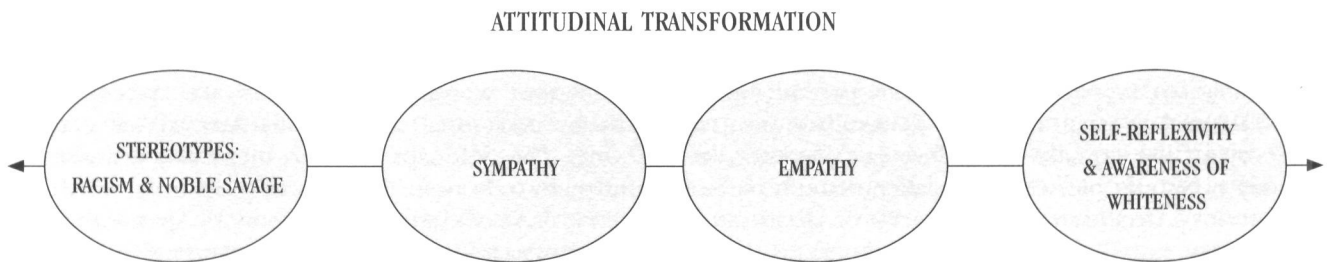 ATTITUDINAL TRANSFORMATION
STEREOTYPES:
RACISM & NOBLE SAVAGE
SYMPATHY
EMPATHY
SELF-REFLEXIVITY
& AWARENESS OF
WHITENESS